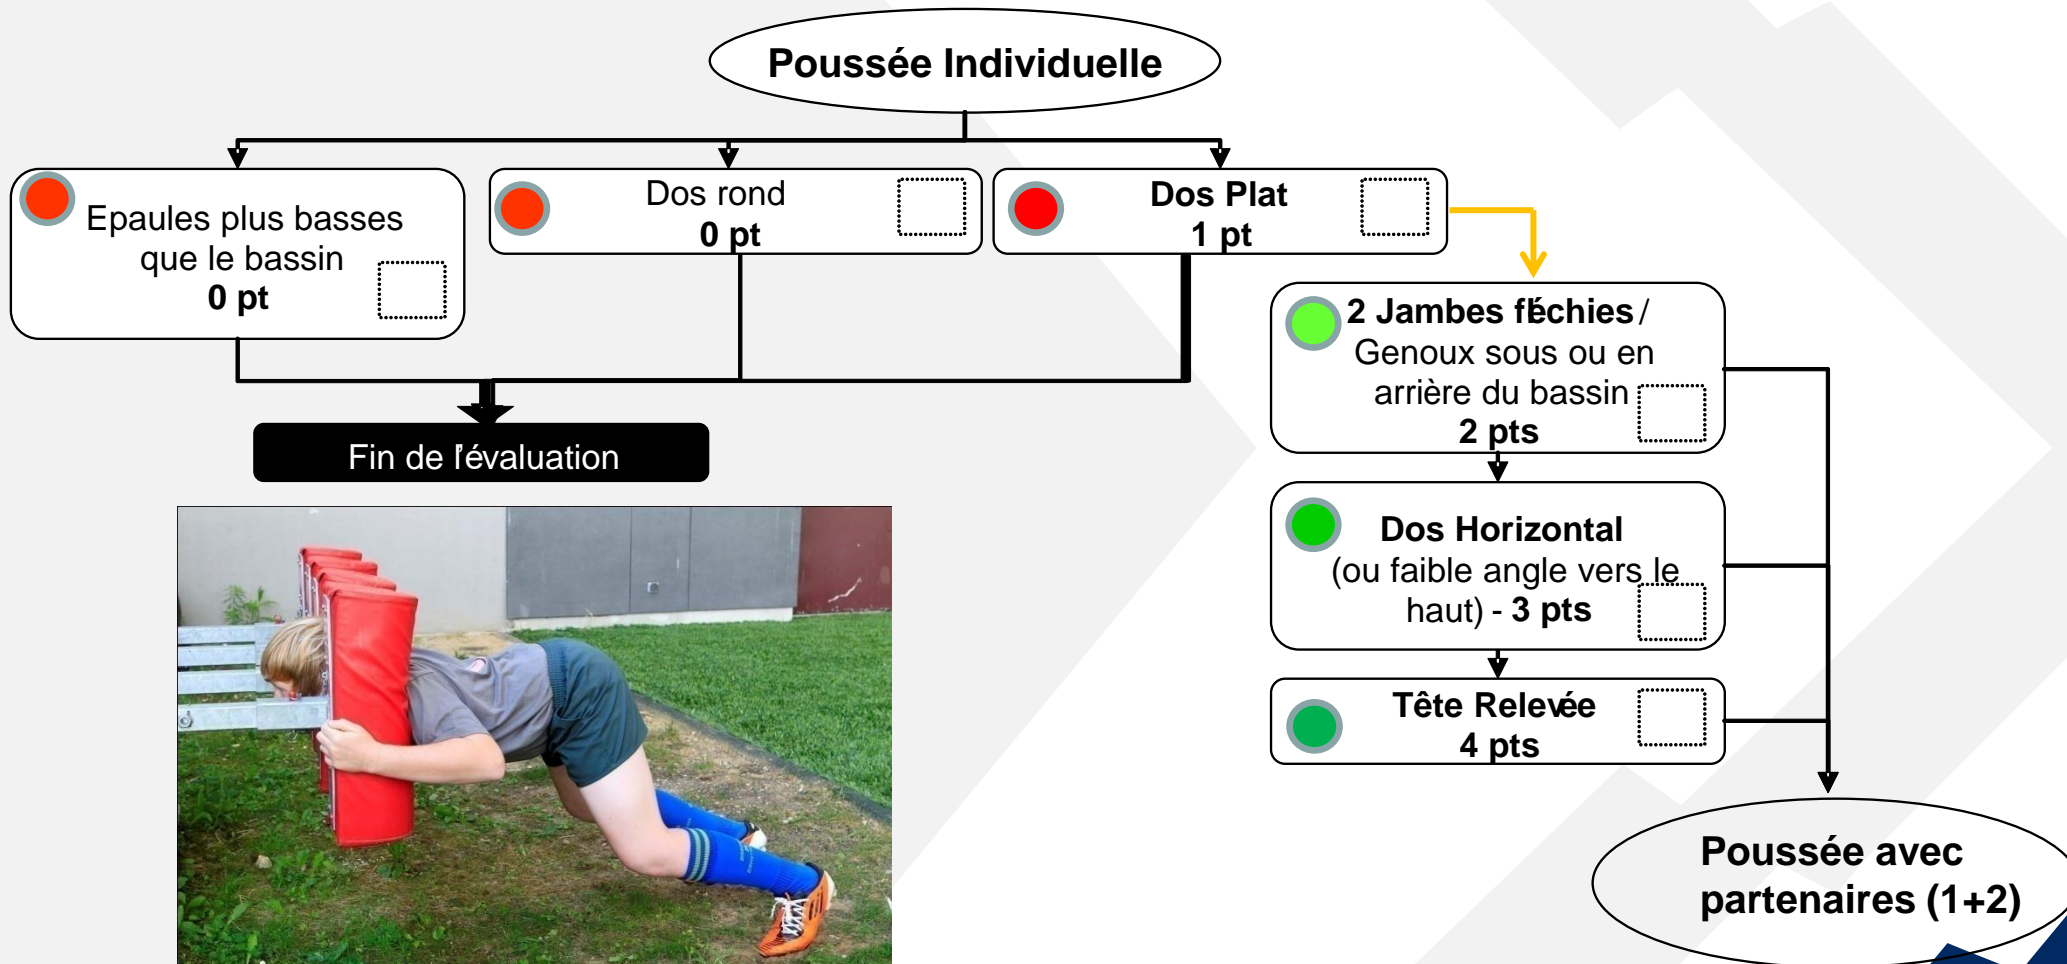 Poussée Individuelle
Epaules plus basses
que le bassin
0 pt
Dos rond
0 pt
Dos Plat
1 pt
2 Jambes fléchies /
Genoux sous ou en
arrière du bassin
2 pts
Fin de l'évaluation
Dos Horizontal
(ou faible angle vers le
haut) - 3 pts
Tête Relevée
4 pts
Poussée avec
partenaires (1+2)